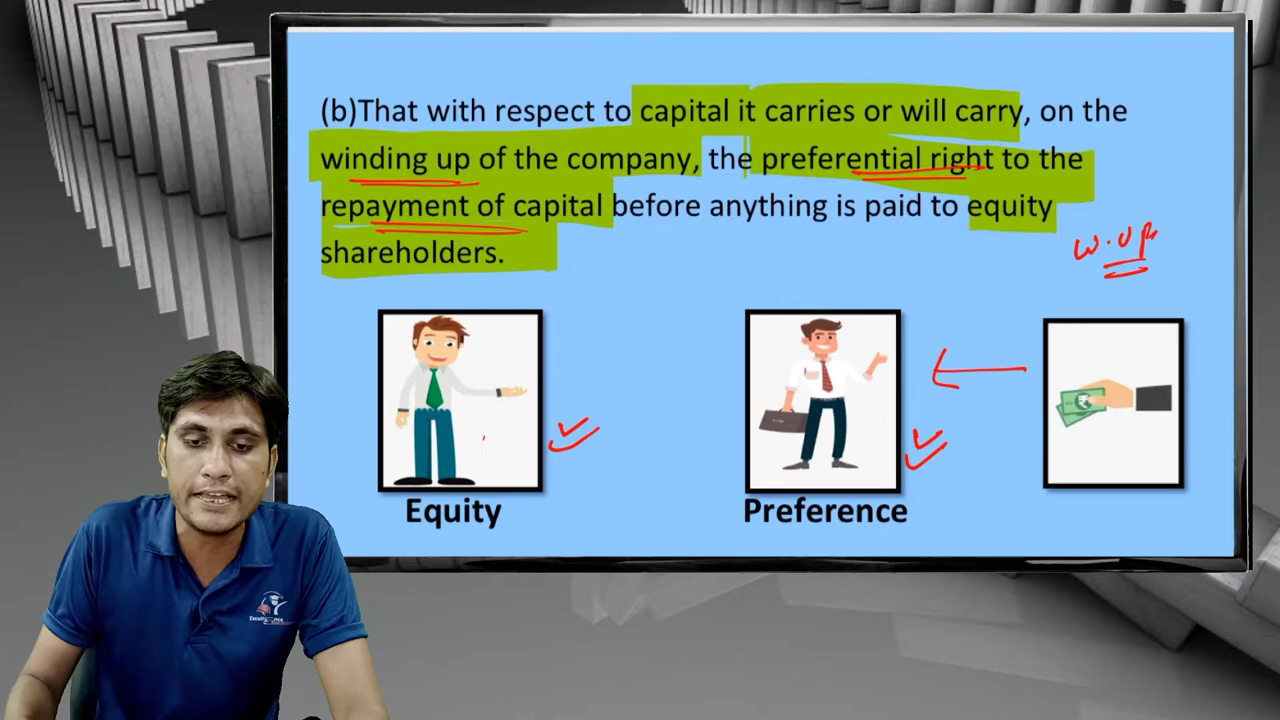 (b)That with respect to capital it carries or will carry, on the
winding up of the company, the preferential right to the
repayment of capital before anything is paid to equity
shareholders.
w.up
Equity
Preference